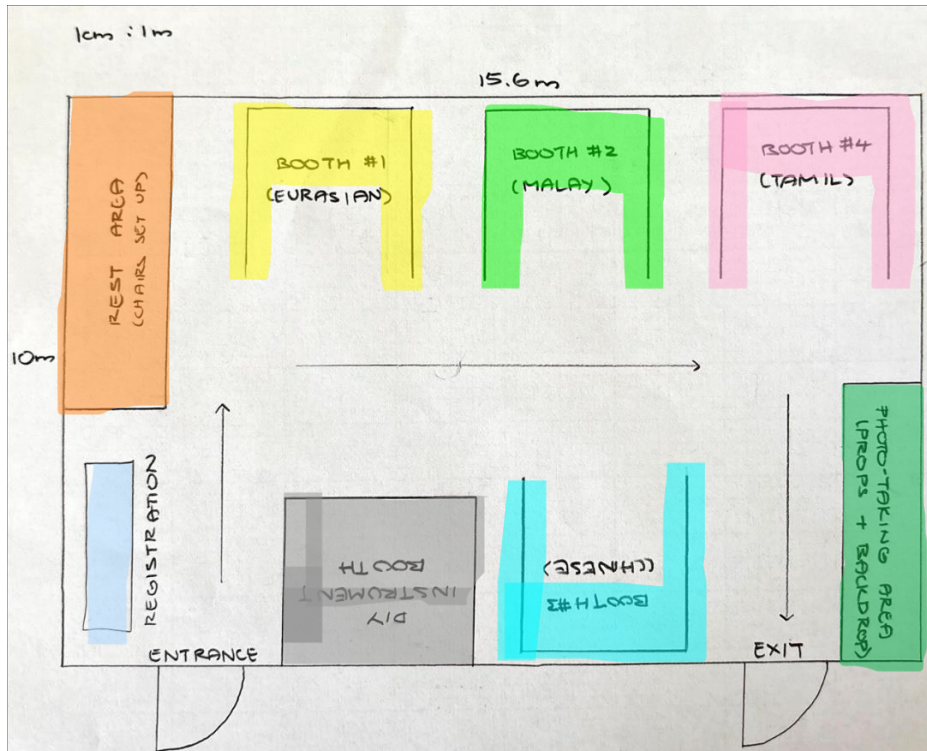 1cm : 1m
15.6m
BOOTH #1
(EURASIAN)
BOOTH #2
(MALAY)
BOOTH #4
(TAMIL)
REST AREA
(CHAIRS SET UP)
10m
REGISTRATION
DIY
INSTRUMENT
BOOTH
BOOTH #3
(CHINESE)
PHOTO-TAKING AREA
(PROPS + BACKDROP)
ENTRANCE
EXIT